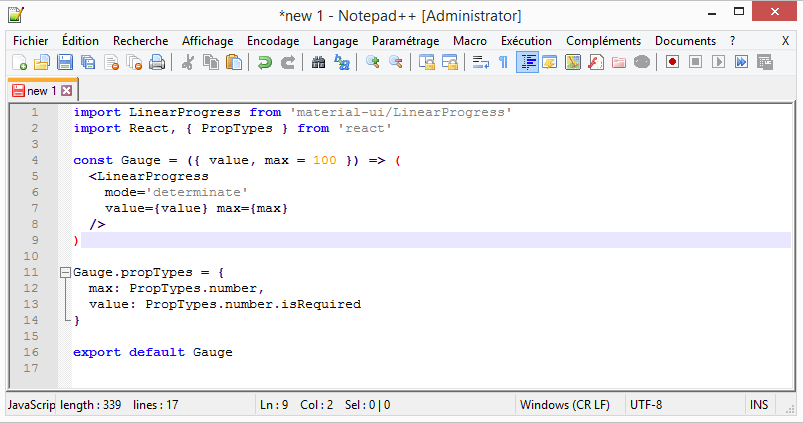 *new 1 - Notepad++ [Administrator]
Fichier Édition Recherche Affichage Encodage Langage Paramétrage Macro Exécution Compléments Documents ? X
new 1
1 import LinearProgress from 'material-ui/LinearProgress'
2 import React, { PropTypes } from 'react'
3
4 const Gauge = ({ value, max = 100 }) => (
5   <LinearProgress
6     mode='determinate'
7     value={value} max={max}
8   />
9 )
10
11 Gauge.propTypes = {
12   max: PropTypes.number,
13   value: PropTypes.number.isRequired
14 }
15
16 export default Gauge
17
JavaScrip length : 339 lines : 17 Ln : 9 Col : 2 Sel : 0 | 0 Windows (CR LF) UTF-8 INS